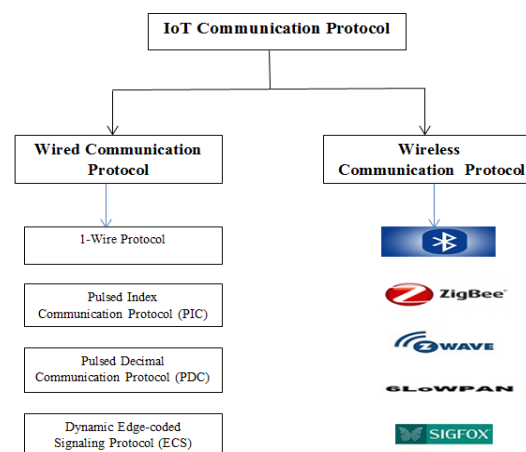 IoT Communication Protocol
Wired Communication
Protocol
Wireless
Communication Protocol
1-Wire Protocol
Pulsed Index
Communication Protocol (PIC)
Pulsed Decimal
Communication Protocol (PDC)
Dynamic Edge-coded
Signaling Protocol (ECS)
ZigBee®
Z WAVE
6LoWPAN
SIGFOX